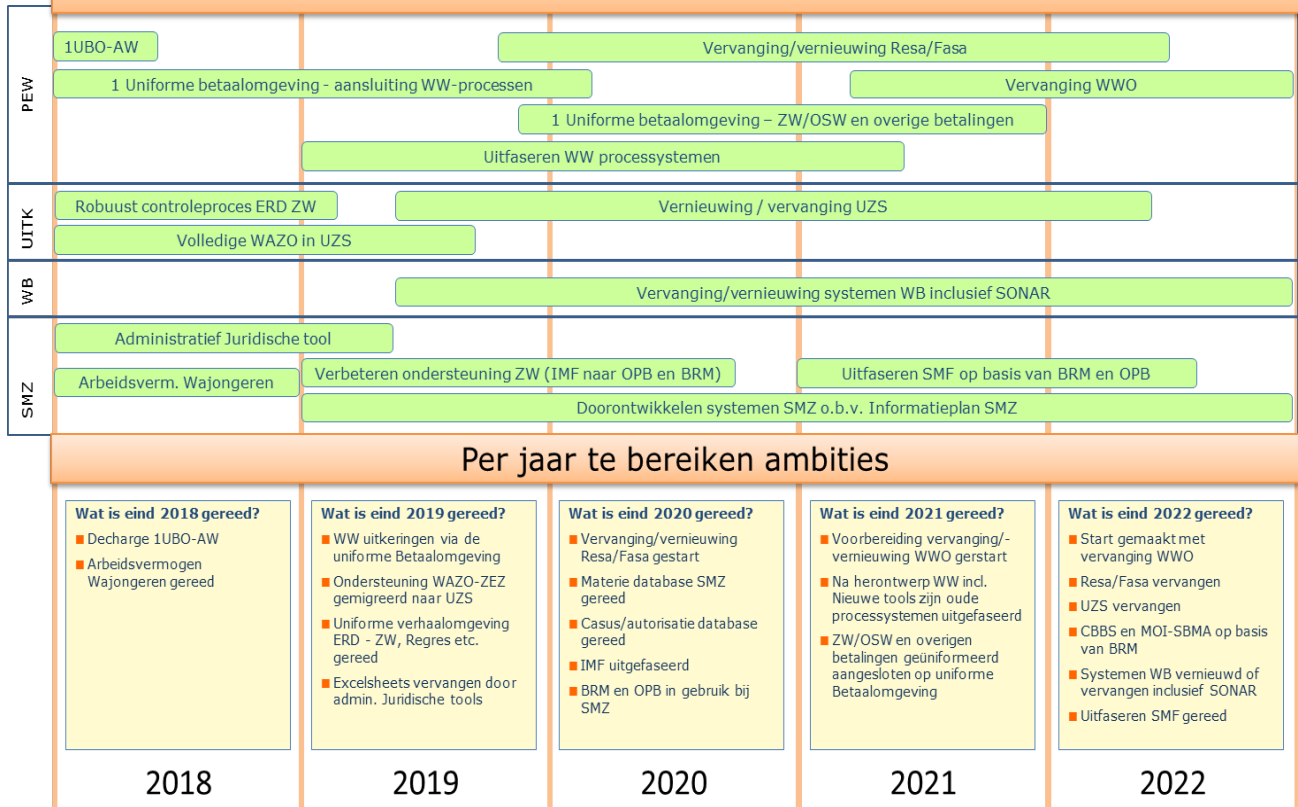 PEW
1UBO-AW
Vervanging/vernieuwing Resa/Fasa
1 Uniforme betaalomgeving - aansluiting WW-processen
Vervanging WWO
1 Uniforme betaalomgeving – ZW/OSW en overige betalingen
Uitfaseren WW processystemen
UITK
Robuust controleproces ERD ZW
Vernieuwing / vervanging UZS
Volledige WAZO in UZS
WB
Vervanging/vernieuwing systemen WB inclusief SONAR
SMZ
Administratief Juridische tool
Arbeidsverm. Wajongeren
Verbeteren ondersteuning ZW (IMF naar OPB en BRM)
Uitfaseren SMF op basis van BRM en OPB
Doorontwikkelen systemen SMZ o.b.v. Informatieplan SMZ
Per jaar te bereiken ambities
Wat is eind 2018 gereed?
Decharge 1UBO-AW
Arbeidsvermogen
Wajongeren gereed
Wat is eind 2019 gereed?
WW uitkeringen via de
uniforme Betaalomgeving
Ondersteuning WAZO-ZEZ
gemigreerd naar UZS
Uniforme verhaalomgeving
ERD - ZW, Regres etc.
gereed
Excelsheets vervangen door
admin. Juridische tools
Wat is eind 2020 gereed?
Vervanging/vernieuwing
Resa/Fasa gestart
Materie database SMZ
gereed
Casus/autorisatie database
gereed
IMF uitgefaseerd
BRM en OPB in gebruik bij
SMZ
Wat is eind 2021 gereed?
Voorbereiding vervanging/-
vernieuwing WWO gerstart
Na herontwerp WW incl.
Nieuwe tools zijn oude
processystemen uitgefaseerd
ZW/OSW en overigen
betalingen geüniformeerd
aangesloten op uniforme
Betaalomgeving
Wat is eind 2022 gereed?
Start gemaakt met
vervanging WWO
Resa/Fasa vervangen
UZS vervangen
CBBS en MOI-SBMA op basis
van BRM
Systemen WB vernieuwd of
vervangen inclusief SONAR
Uitfaseren SMF gereed
2018
2019
2020
2021
2022